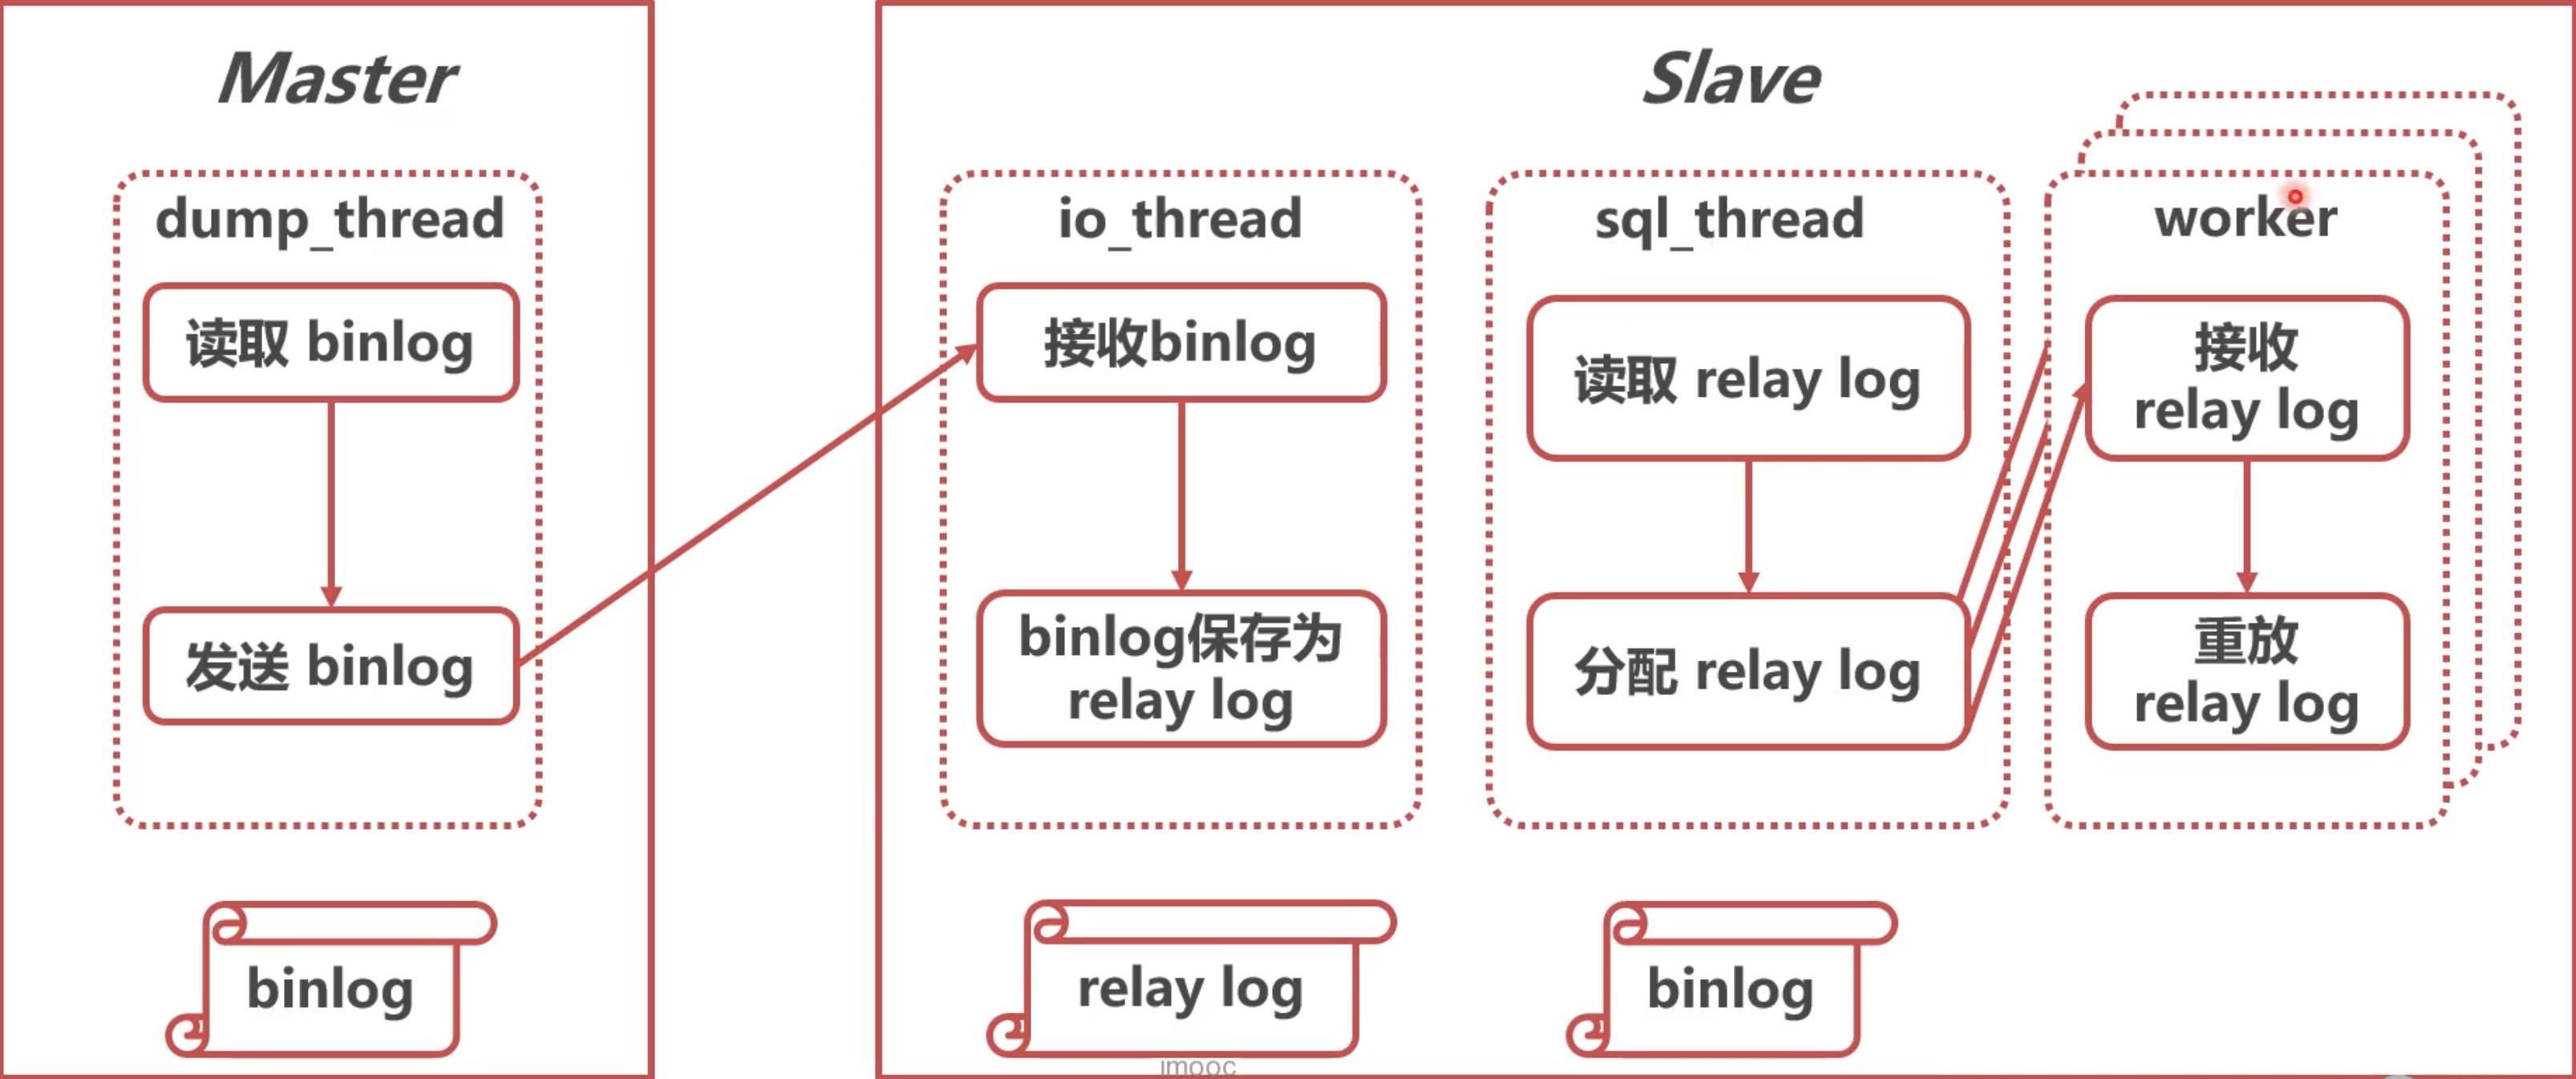 Master
dump_thread
读取 binlog
发送 binlog
binlog
Slave
io_thread
接收binlog
binlog保存为
relay log
relay log
sql_thread
读取 relay log
分配 relay log
binlog
worker
接收
relay log
重放
relay log
imooc